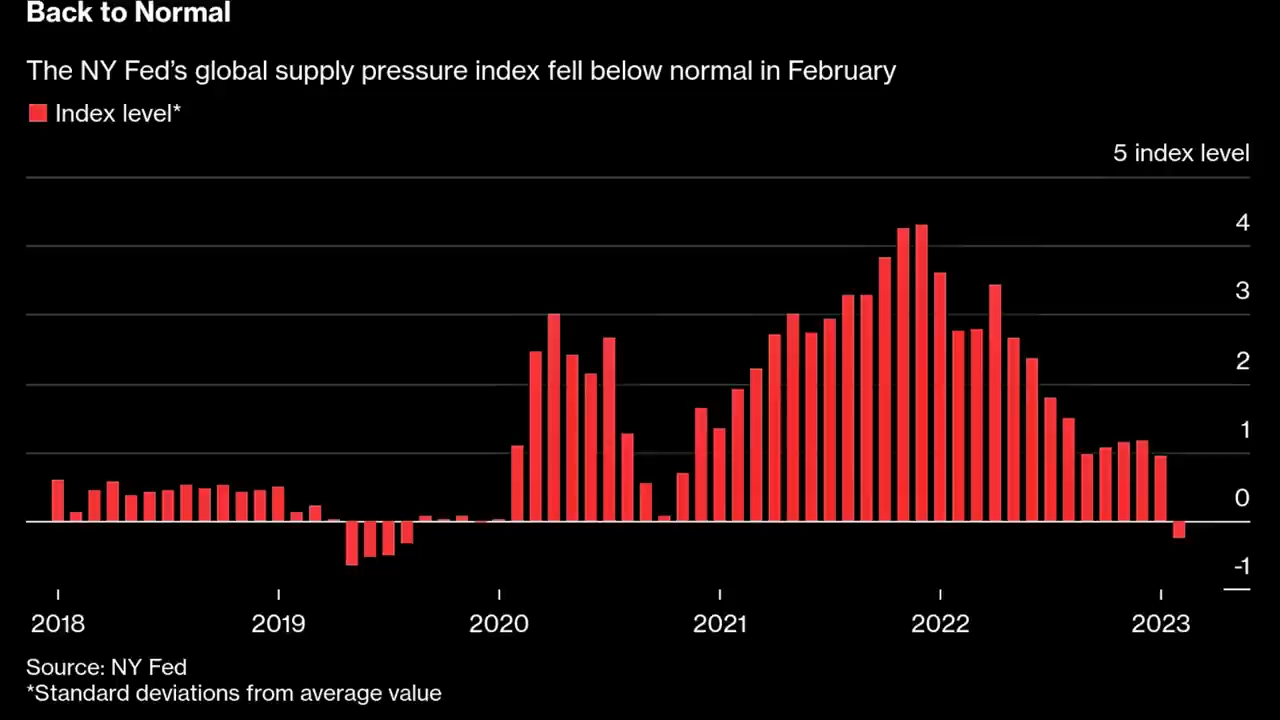 Back to Normal
The NY Fed's global supply pressure index fell below normal in February
Index level*
5 index level
4
3
2
1
0
-1
2018 2019 2020 2021 2022 2023
Source: NY Fed
*Standard deviations from average value